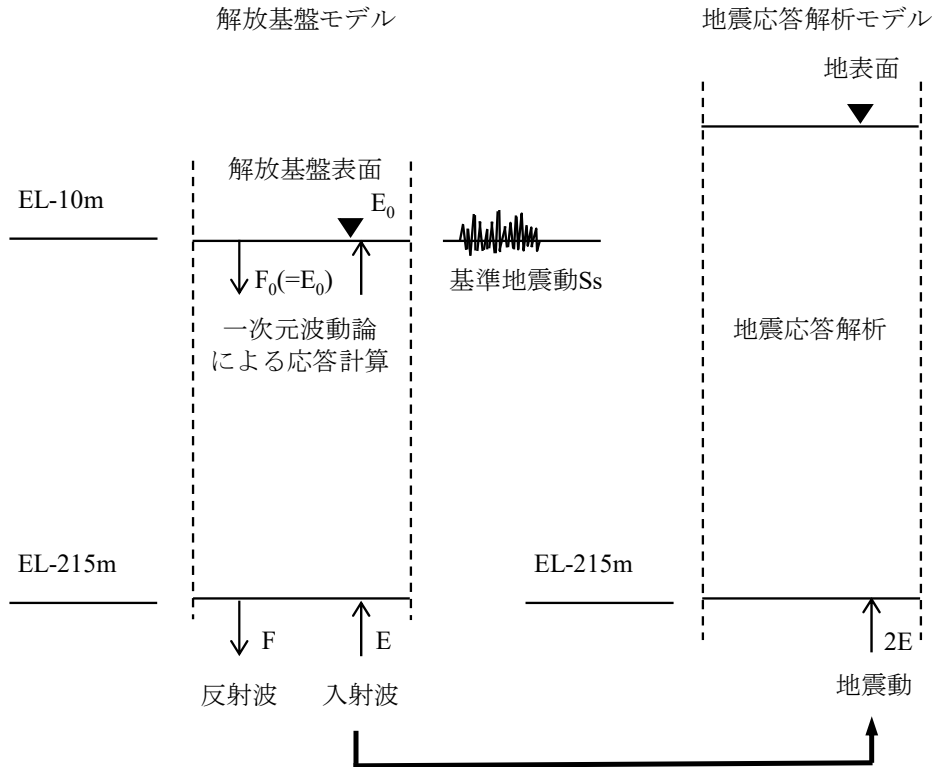 解放基盤モデル
地震応答解析モデル
地表面
解放基盤表面
EL-10m
E0
F0(=E0)
基準地震動Ss
一次元波動論
による応答計算
地震応答解析
EL-215m
EL-215m
F
E
2E
反射波
入射波
地震動